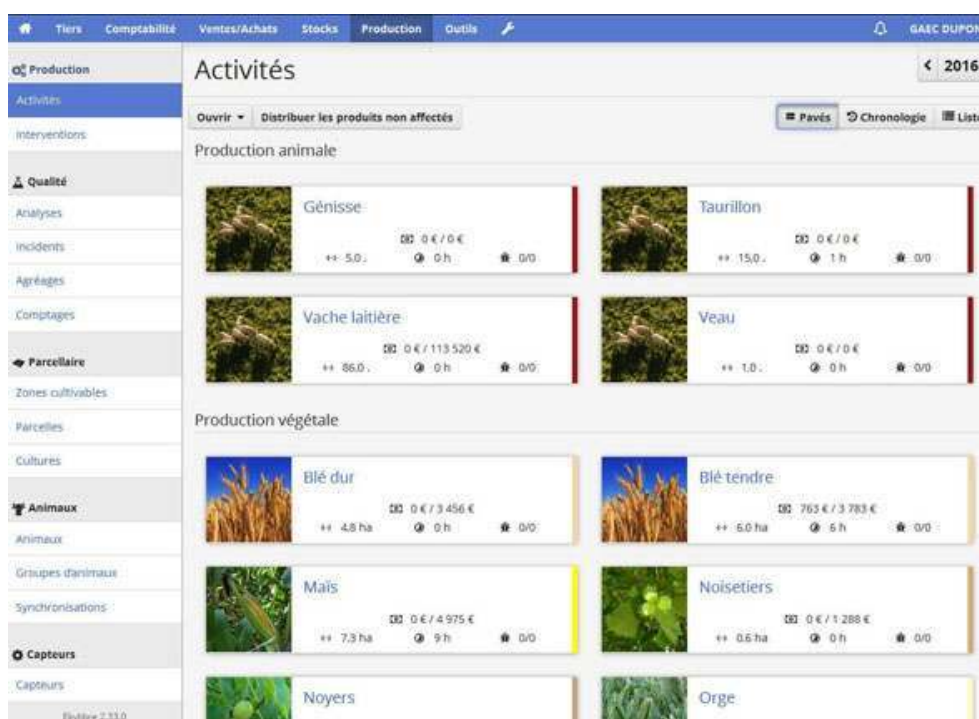 Tiers Comptabilité Ventes/Achats Stocks Production Outils GAEC DUPON
Production
Activités
Interventions
Qualité
Analyses
Incidents
Agréages
Comptages
Parcellaire
Zones cultivables
Parcelles
Cultures
Animaux
Animaux
Groupes d'animaux
Synchronisations
Capteurs
Capteurs
Ekylibre 2.33.0
Activités
2016
Ouvrir Distribuer les produits non affectés Pavés Chronologie Liste
Production animale
Génisse
0 € / 0 €
5,0 . 0 h 0/0
Taurillon
0 € / 0 €
15,0 . 1 h 0/0
Vache laitière
0 € / 113 520 €
86,0 . 0 h 0/0
Veau
0 € / 0 €
1,0 . 0 h 0/0
Production végétale
Blé dur
0 € / 3 456 €
4,8 ha 0 h 0/0
Blé tendre
763 € / 3 783 €
6,0 ha 6 h 0/0
Maïs
0 € / 4 975 €
7,3 ha 9 h 0/0
Noisetiers
0 € / 1 288 €
0,6 ha 0 h 0/0
Noyers
Orge